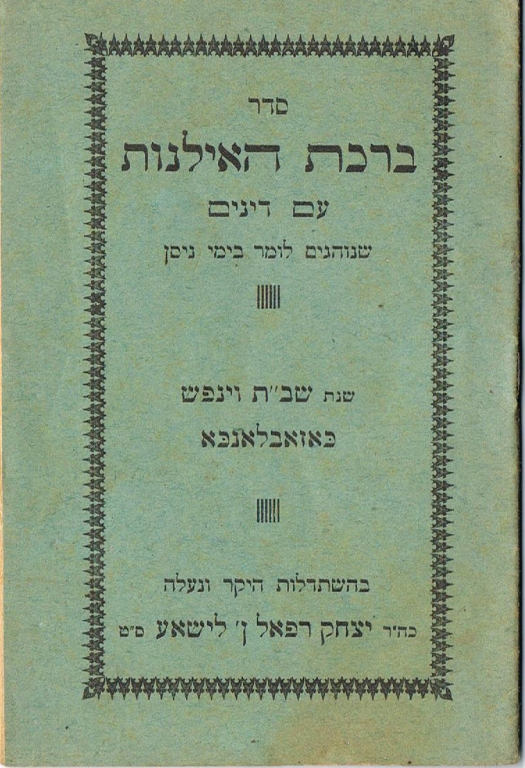 סדר
ברכת האילנות
עם דינים
שנוהגים לומר בימי ניסן
שנת שב"ת וינפש
כאזאבלאנכא
בהשתדלות היקר ונעלה
כה"ר יצחק רפאל ן' לישאע ס"ט